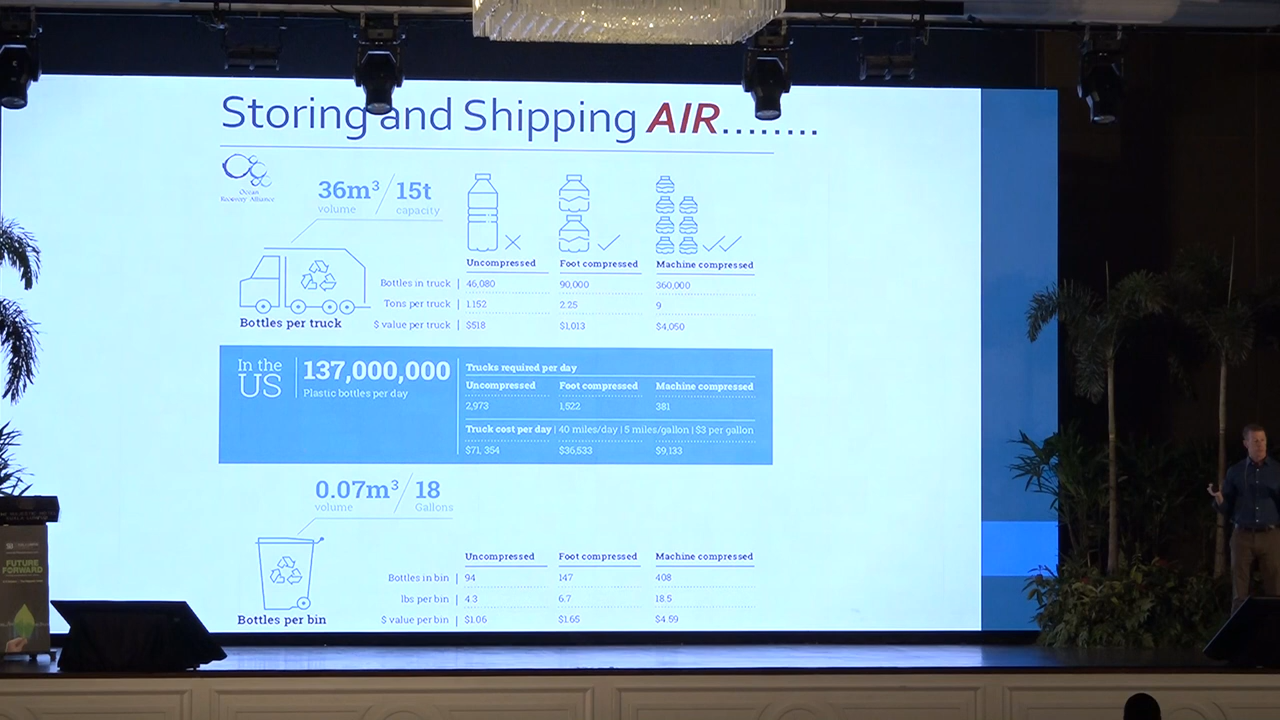 Storing and Shipping AIR........
Ocean
Recovery Alliance
36m³ / 15t
volume capacity
Uncompressed Foot compressed Machine compressed
Bottles in truck | 46,080 90,000 360,000
Tons per truck | 1.152 2.25 9
$ value per truck | $518 $1,013 $4,050
Bottles per truck
In the
US
137,000,000
Plastic bottles per day
Trucks required per day
Uncompressed Foot compressed Machine compressed
2,973 1,522 381
Truck cost per day | 40 miles/day | 5 miles/gallon | $3 per gallon
$71, 354 $36,533 $9,133
0.07m³ / 18
volume Gallons
Uncompressed Foot compressed Machine compressed
Bottles in bin | 94 147 408
lbs per bin | 4.3 6.7 18.5
$ value per bin | $1.06 $1.65 $4.59
Bottles per bin
FUTURE
FORWARD